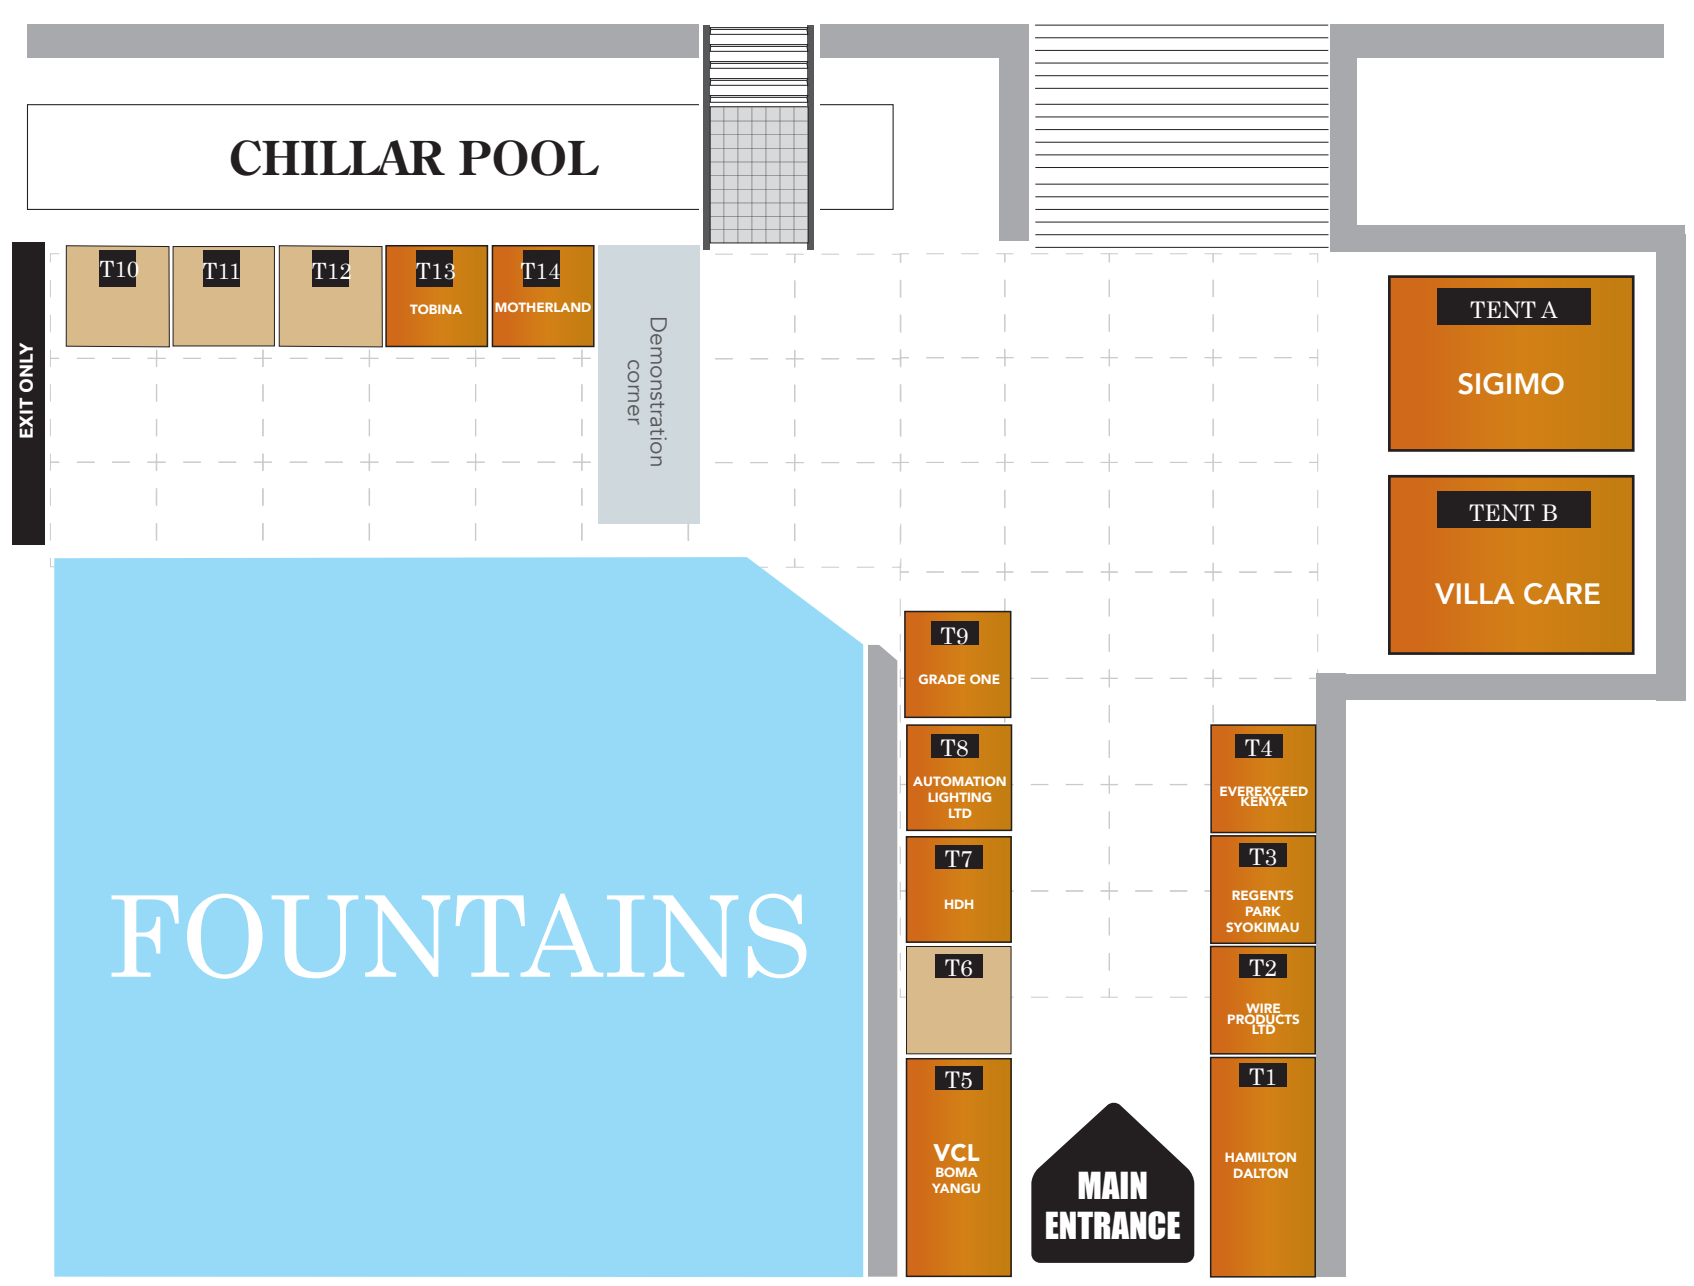 CHILLAR POOL
EXIT ONLY
T10
T11
T12
T13
TOBINA
T14
MOTHERLAND
Demonstration
corner
TENT A
SIGIMO
TENT B
VILLA CARE
FOUNTAINS
T9
GRADE ONE
T8
AUTOMATION
LIGHTING
LTD
T7
HDH
T6
T5
VCL
BOMA
YANGU
T4
EVEREXCEED
KENYA
T3
REGENTS
PARK
SYOKIMAU
T2
WIRE
PRODUCTS
LTD
T1
HAMILTON
DALTON
MAIN
ENTRANCE